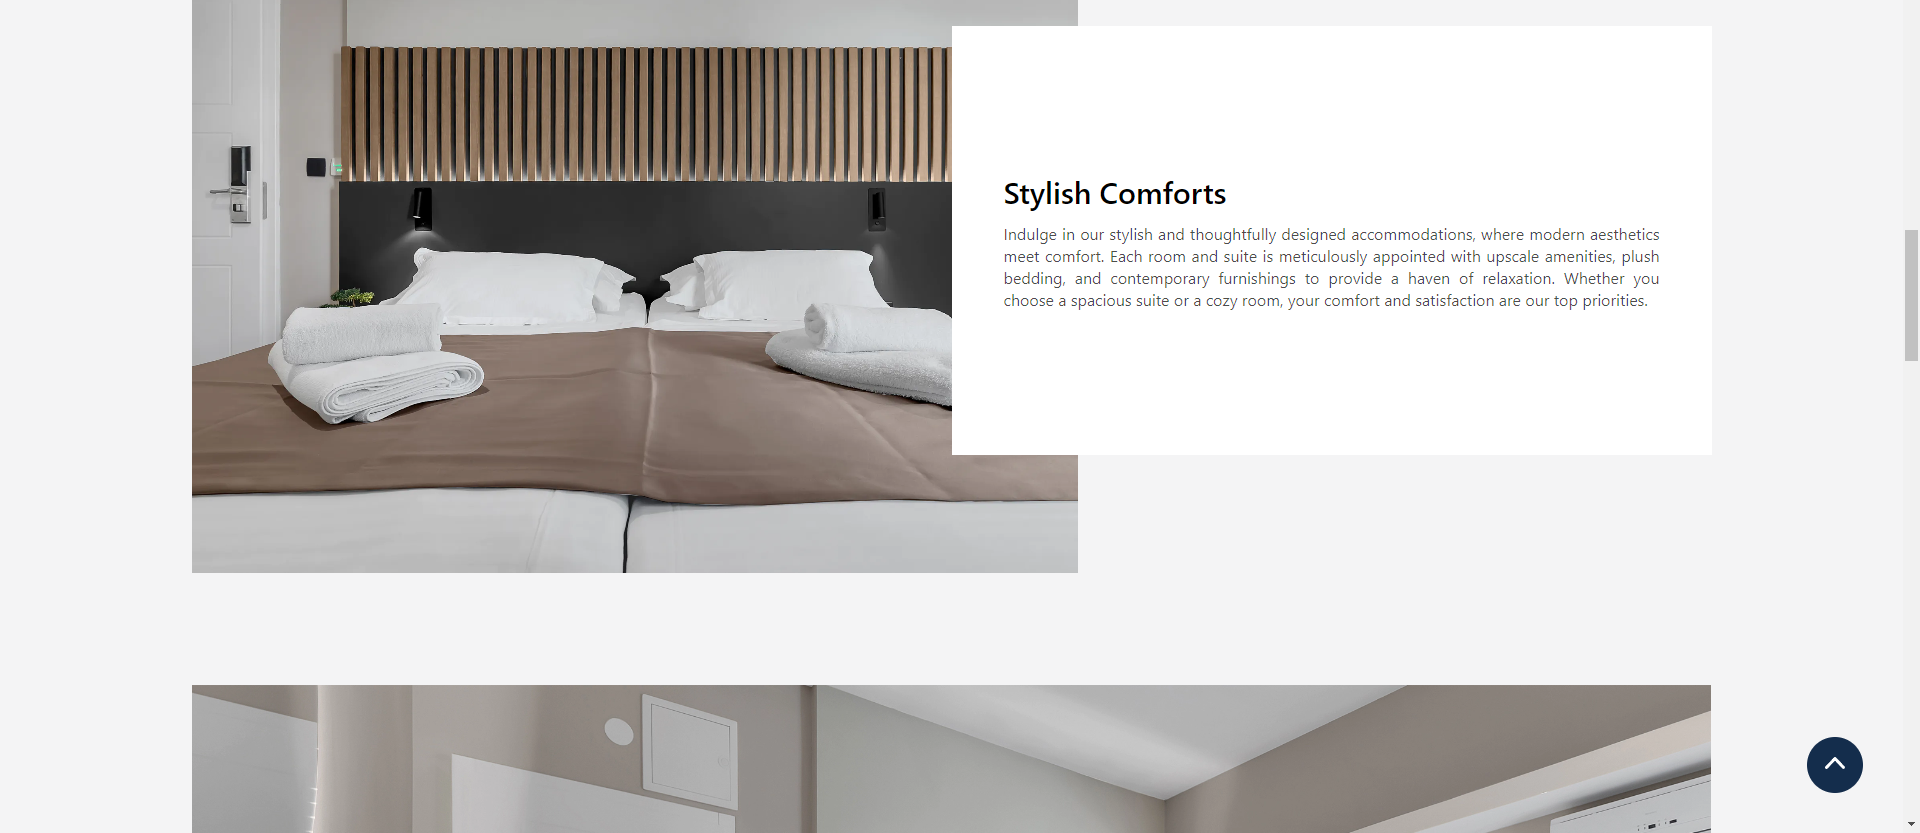 Stylish Comforts
Indulge in our stylish and thoughtfully designed accommodations, where modern aesthetics
meet comfort. Each room and suite is meticulously appointed with upscale amenities, plush
bedding, and contemporary furnishings to provide a haven of relaxation. Whether you
choose a spacious suite or a cozy room, your comfort and satisfaction are our top priorities.